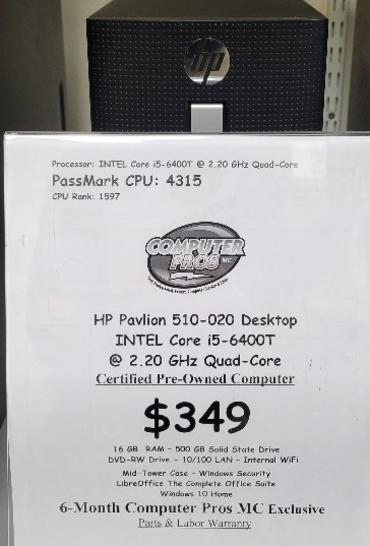 hp
Processor: INTEL Core i5-6400T @ 2.20 GHz Quad-Core
PassMark CPU: 4315
CPU Rank: 1597
COMPUTER
PROS MC
HP Pavlion 510-020 Desktop
INTEL Core i5-6400T
@ 2.20 GHz Quad-Core
Certified Pre-Owned Computer
$349
16 GB RAM - 500 GB Solid State Drive
DVD-RW Drive - 10/100 LAN - Internal WiFi
Mid-Tower Case - Windows Security
LibreOffice The Complete Office Suite
Windows 10 Home
6-Month Computer Pros MC Exclusive
Parts & Labor Warranty